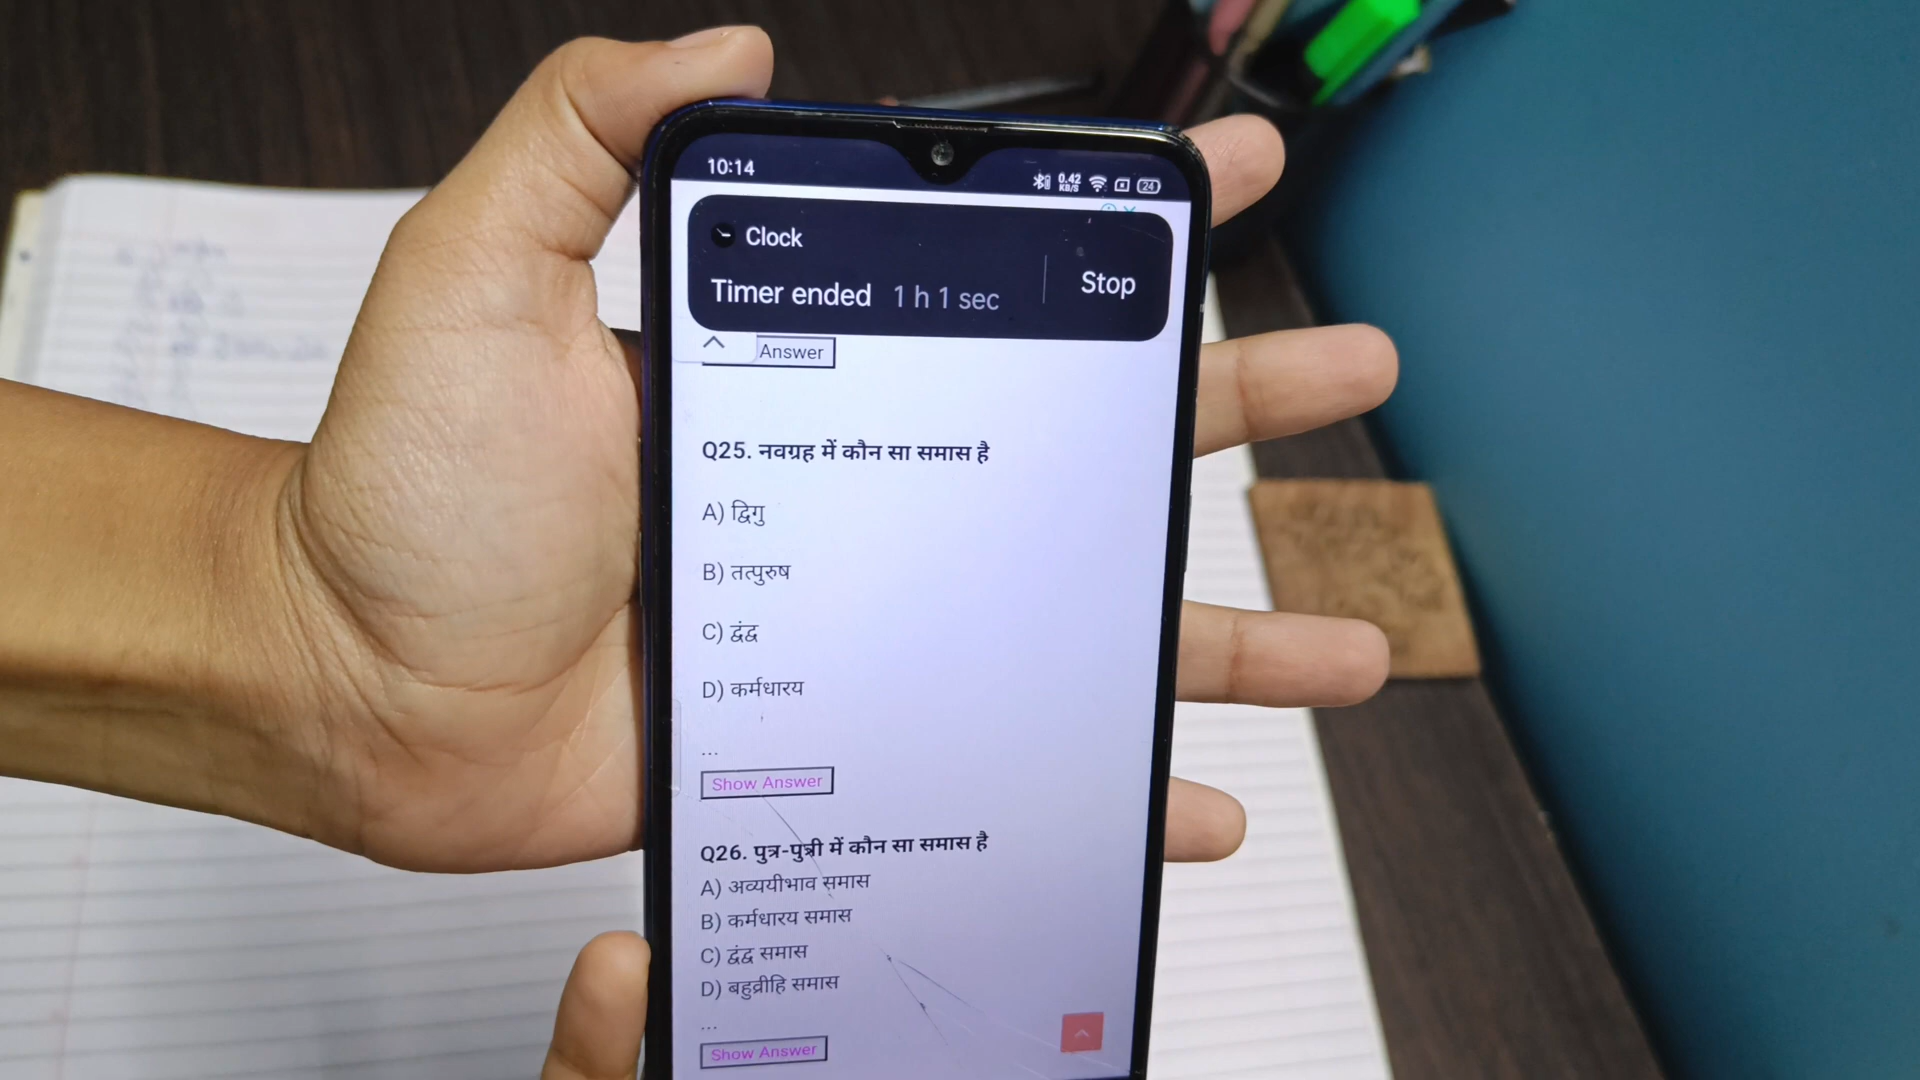 10:14
0.42
KB/S
24
Clock
Timer ended 1 h 1 sec
Stop
Answer
Q25. नवग्रह में कौन सा समास है
A) द्विगु
B) तत्पुरुष
C) द्वंद्व
D) कर्मधारय
...
Show Answer
Q26. पुत्र-पुत्री में कौन सा समास है
A) अव्ययीभाव समास
B) कर्मधारय समास
C) द्वंद्व समास
D) बहुव्रीहि समास
...
Show Answer